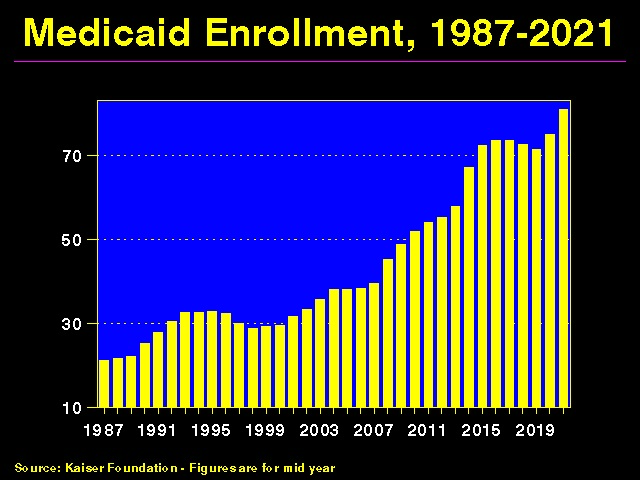 Medicaid Enrollment, 1987-2021
70
50
30
10
1987 1991 1995 1999 2003 2007 2011 2015 2019
Source: Kaiser Foundation - Figures are for mid year